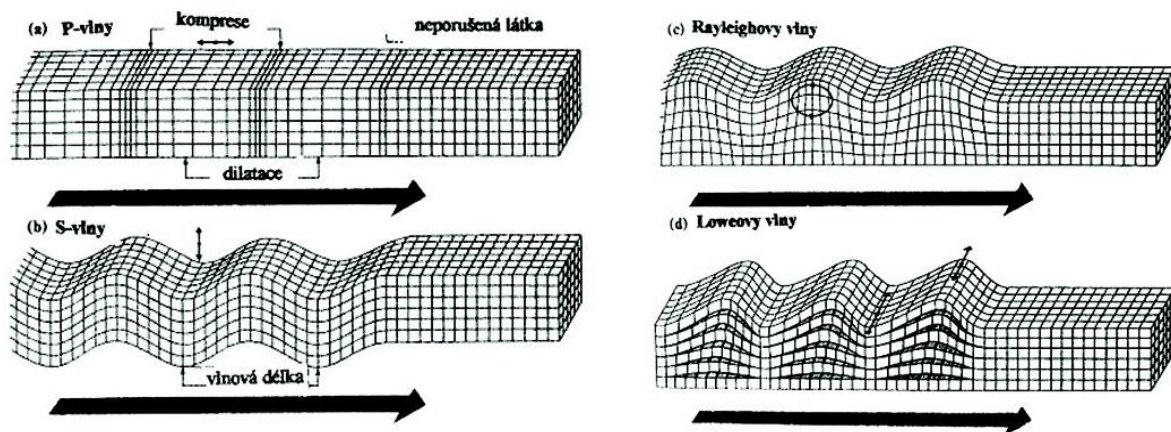 (a) P-vlny
komprese
neporušená látka
dilatace
(b) S-vlny
vlnová délka
(c) Rayleighovy vlny
(d) Loweovy vlny